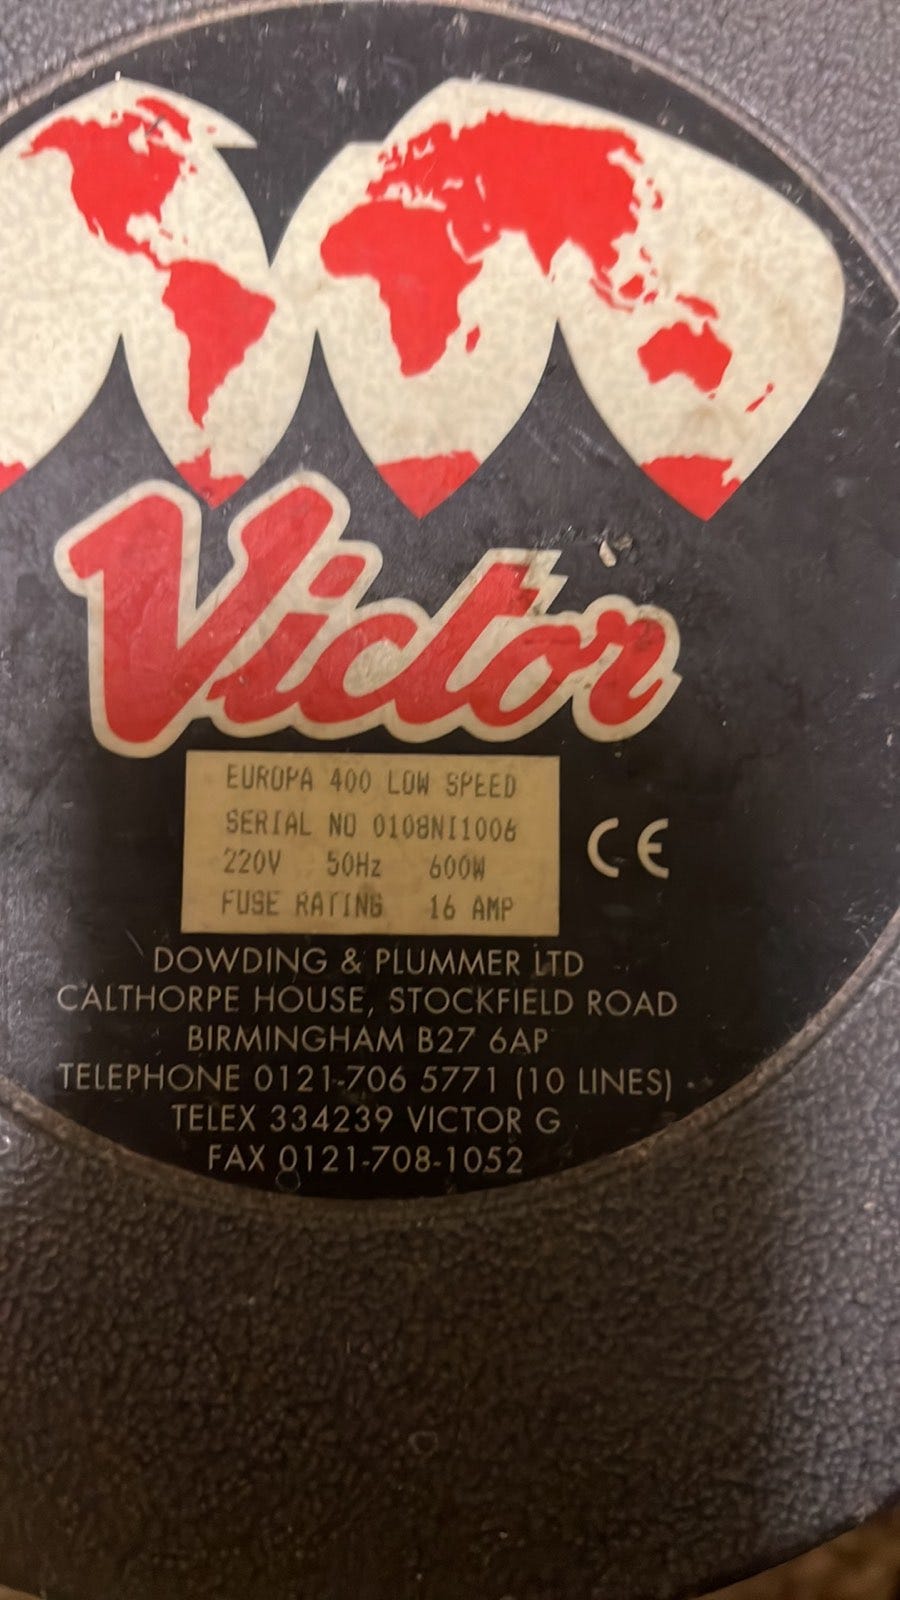 Victor
EUROPA 400 LOW SPEED
SERIAL NO 0108NI1006
220V 50Hz 600W
FUSE RATING 16 AMP
CE
DOWDING & PLUMMER LTD
CALTHORPE HOUSE, STOCKFIELD ROAD
BIRMINGHAM B27 6AP
TELEPHONE 0121-706 5771 (10 LINES)
TELEX 334239 VICTOR G
FAX 0121-708-1052